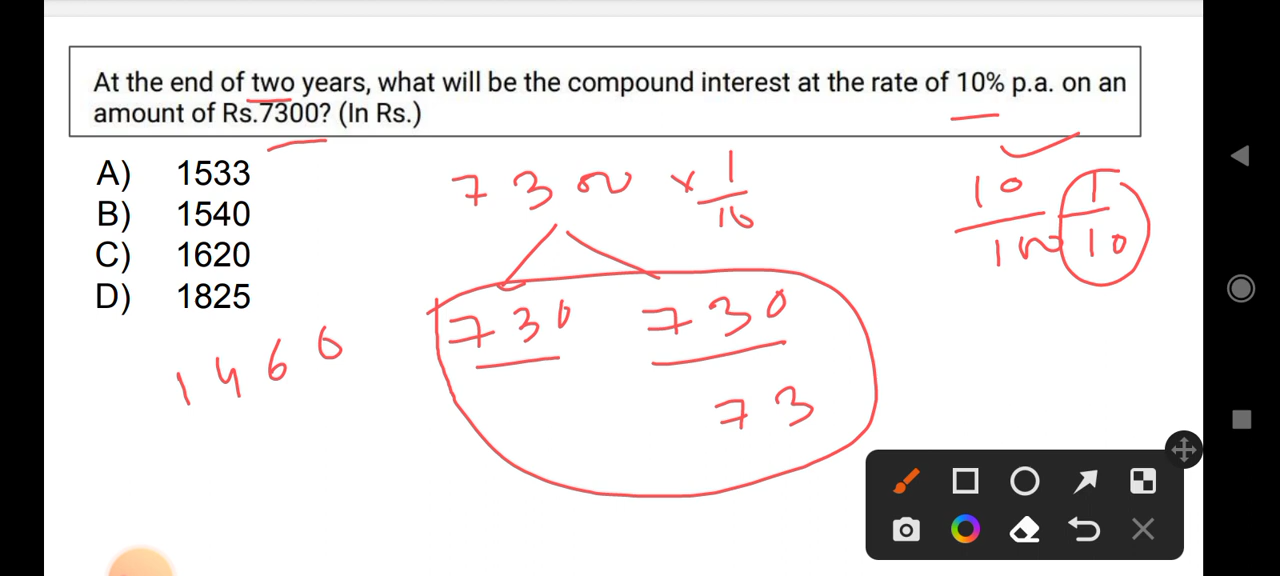 At the end of two years, what will be the compound interest at the rate of 10% p.a. on an
amount of Rs.7300? (In Rs.)
A) 1533
B) 1540
C) 1620
D) 1825
7300 × 1/10
10/100 1/10
730 730
73
1460